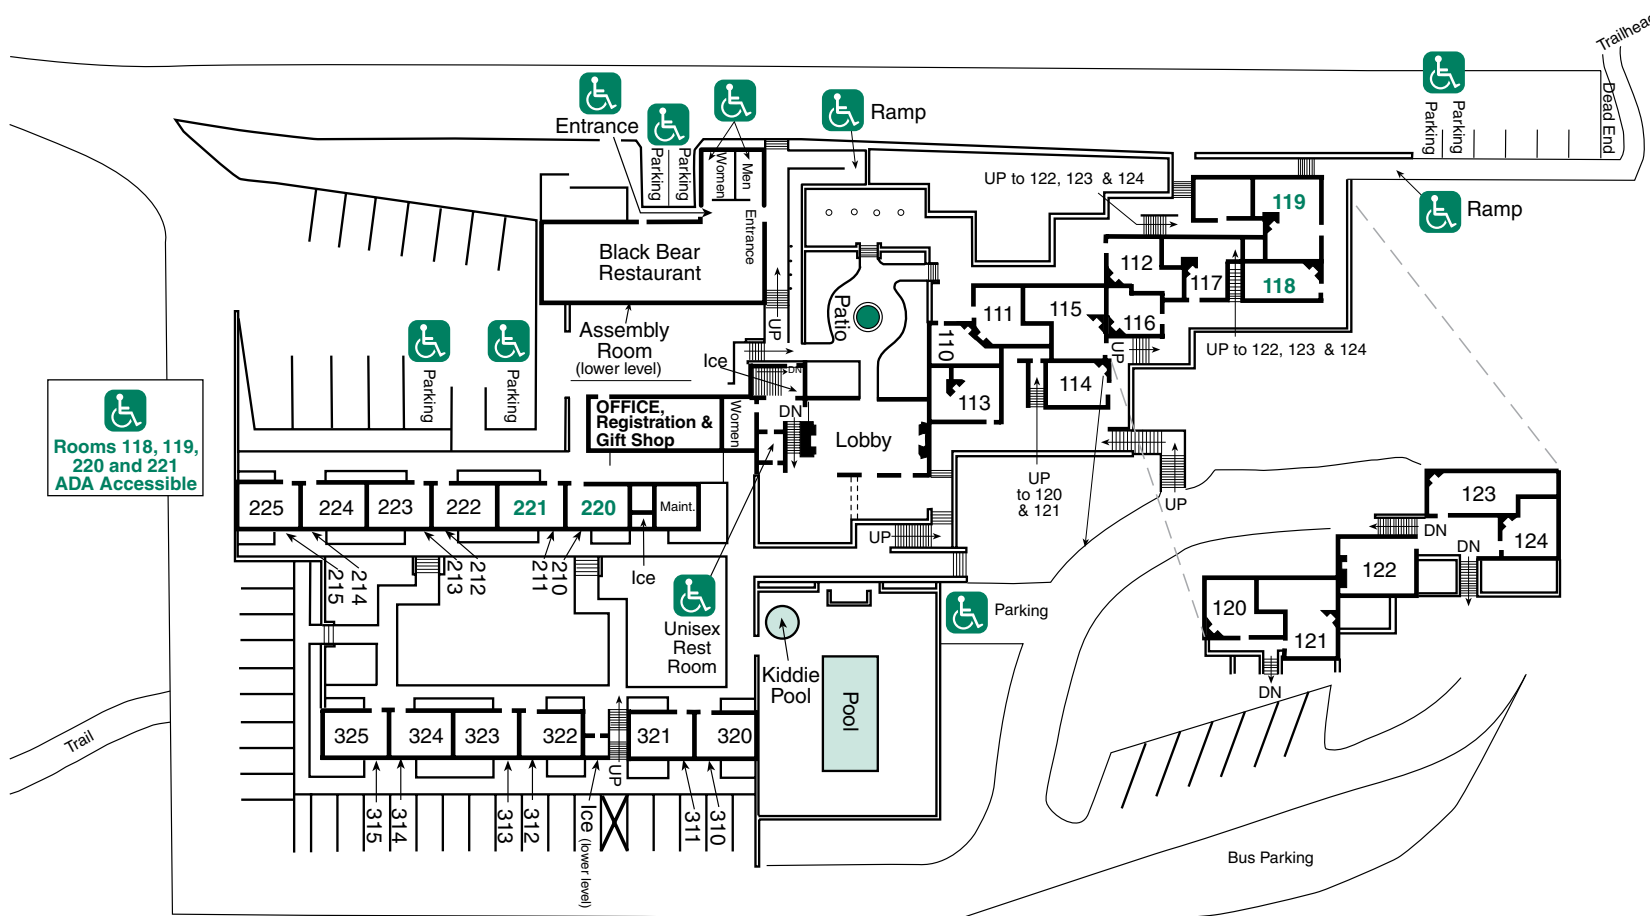 Trailhead
Dead End
Parking
Parking
Ramp
Entrance
Parking
Parking
Women
Men
Entrance
Ramp
UP to 122, 123 & 124
119
Black Bear
Restaurant
112
117
118
Patio
111
115
116
UP
Assembly
Room
(lower level)
Ice
DN
110
UP
UP to 122, 123 & 124
Parking
Parking
113
114
OFFICE,
Registration &
Gift Shop
Women
DN
Lobby
Rooms 118, 119,
220 and 221
ADA Accessible
UP
to 120
& 121
UP
225
224
223
222
221
220
Maint.
UP
123
DN
124
DN
122
215
214
213
212
211
210
Ice
Unisex
Rest
Room
Kiddie
Pool
Pool
Parking
120
121
DN
Trail
325
324
323
322
321
320
UP
315
314
313
312
Ice (lower level)
311
310
Bus Parking